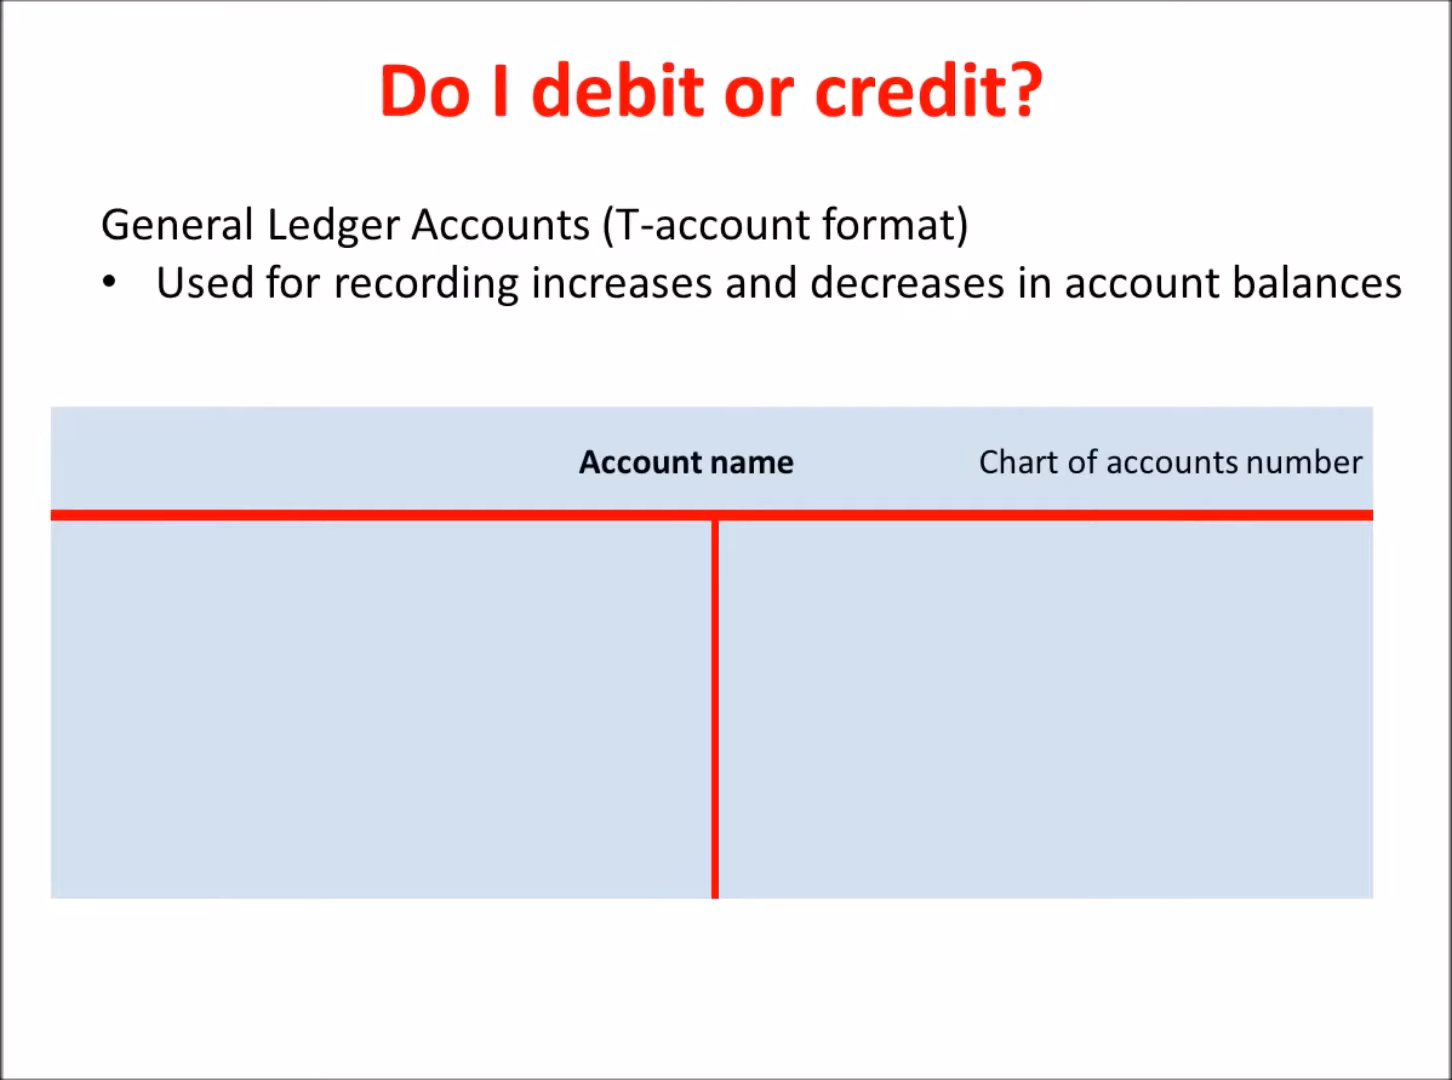 Do I debit or credit?
General Ledger Accounts (T-account format)
• Used for recording increases and decreases in account balances
Account name Chart of accounts number